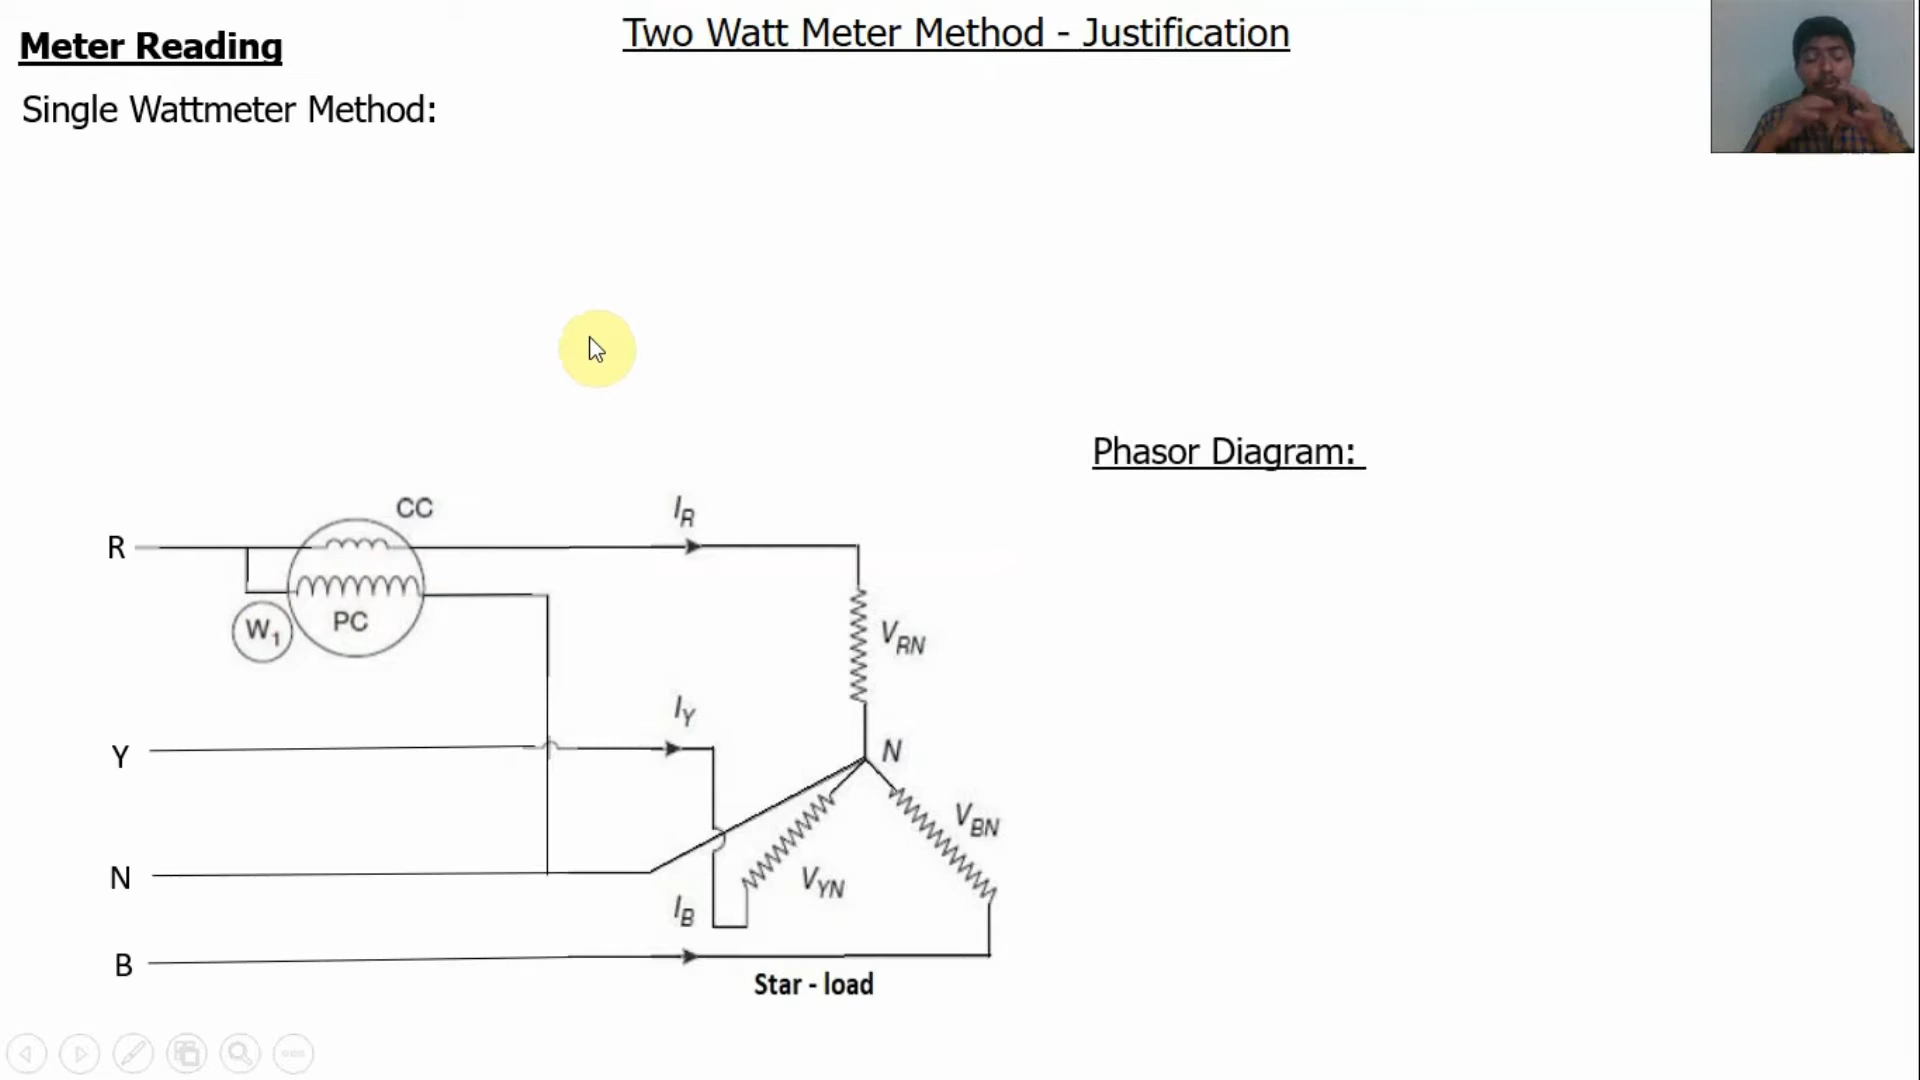 Two Watt Meter Method - Justification
Meter Reading
Single Wattmeter Method:
Phasor Diagram:
CC
I_R
R
PC
W₁
V_RN
I_Y
Y
N
V_BN
N
V_YN
I_B
B
Star - load